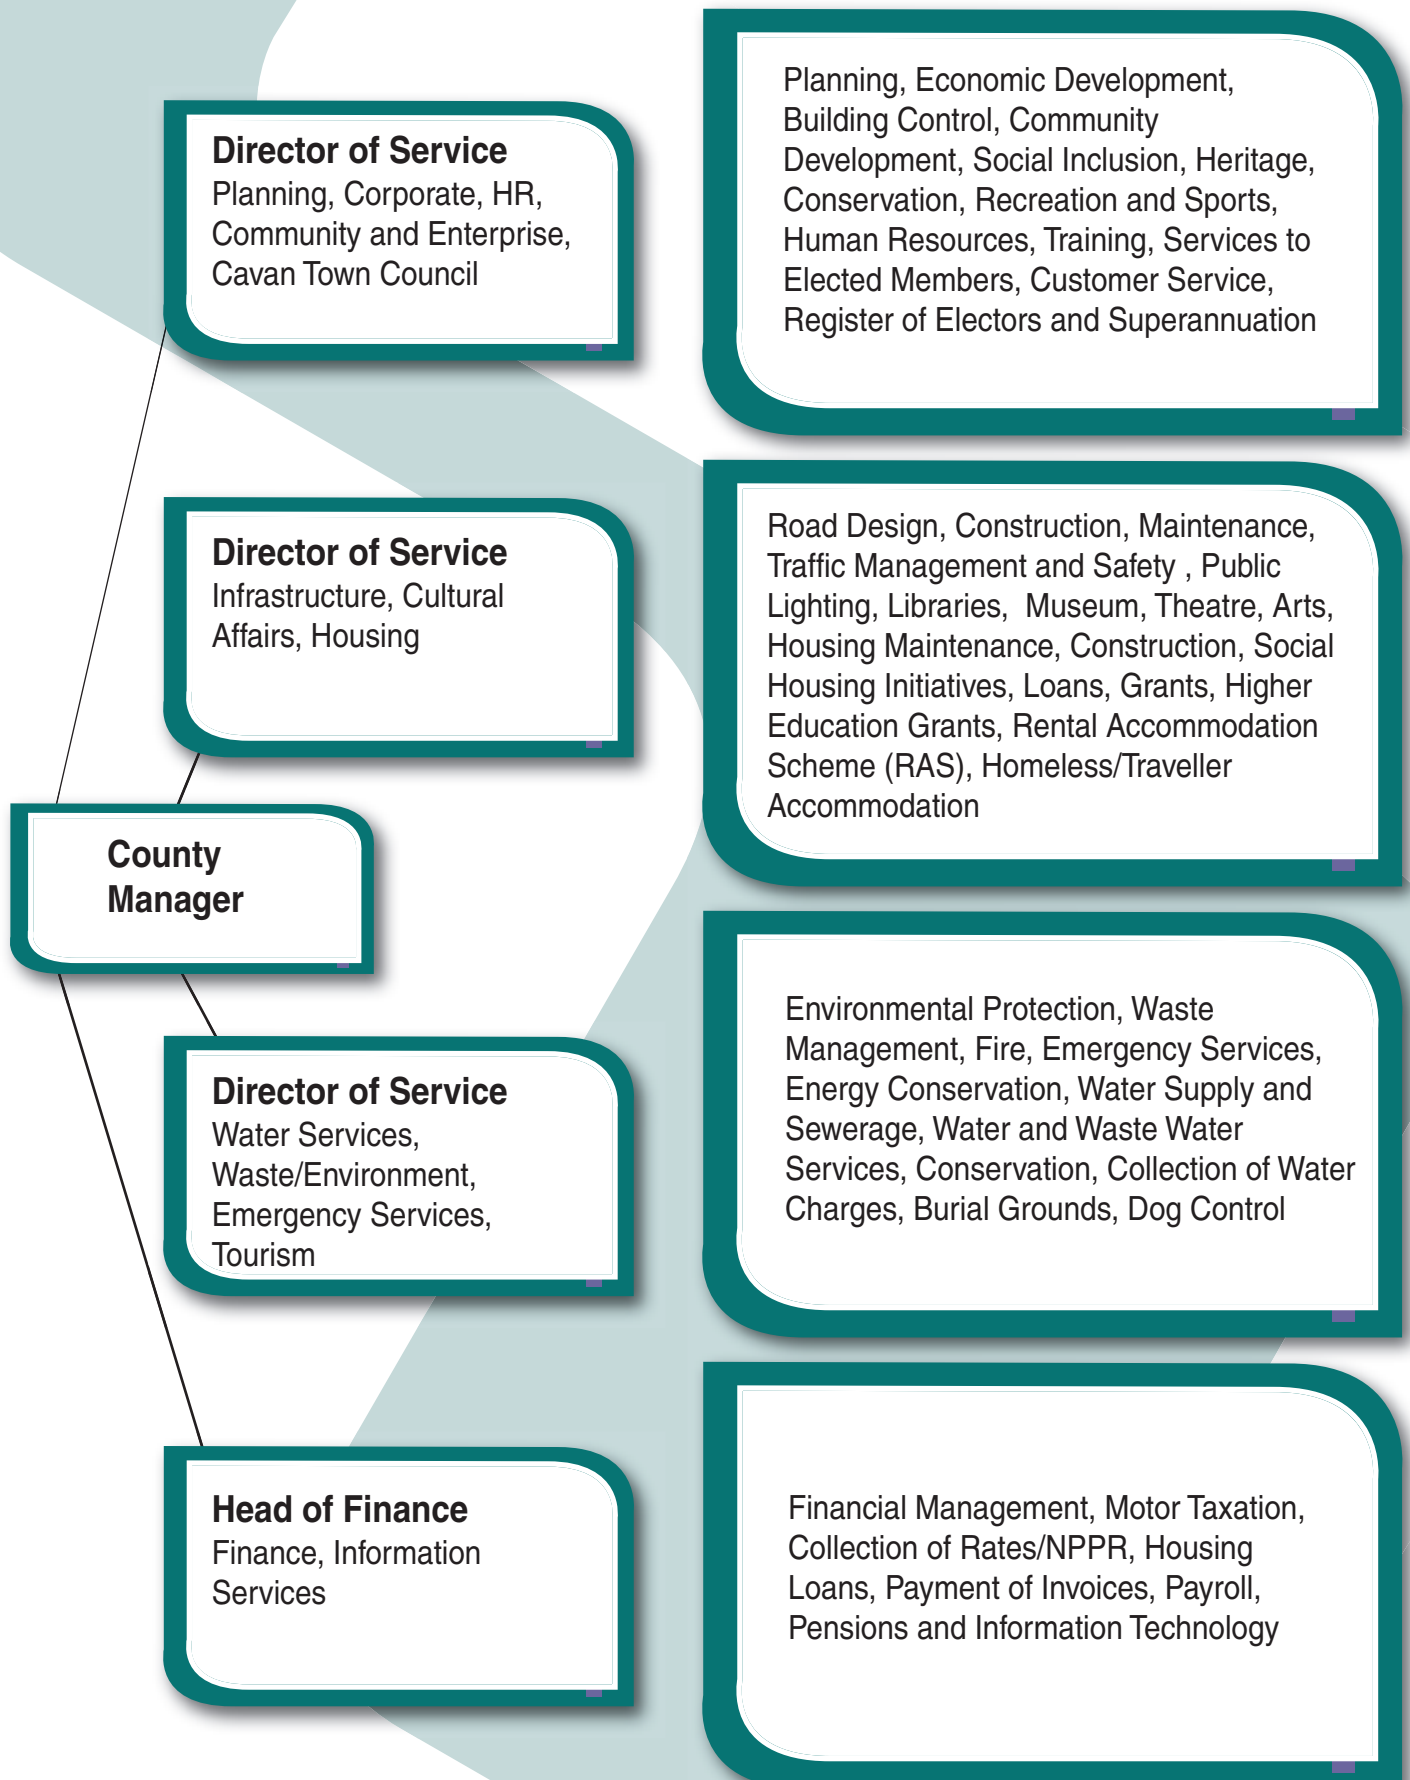 Director of Service
Planning, Corporate, HR,
Community and Enterprise,
Cavan Town Council
Planning, Economic Development,
Building Control, Community
Development, Social Inclusion, Heritage,
Conservation, Recreation and Sports,
Human Resources, Training, Services to
Elected Members, Customer Service,
Register of Electors and Superannuation
Director of Service
Infrastructure, Cultural
Affairs, Housing
Road Design, Construction, Maintenance,
Traffic Management and Safety , Public
Lighting, Libraries,  Museum, Theatre, Arts,
Housing Maintenance, Construction, Social
Housing Initiatives, Loans, Grants, Higher
Education Grants, Rental Accommodation
Scheme (RAS), Homeless/Traveller
Accommodation
County
Manager
Director of Service
Water Services,
Waste/Environment,
Emergency Services,
Tourism
Environmental Protection, Waste
Management, Fire, Emergency Services,
Energy Conservation, Water Supply and
Sewerage, Water and Waste Water
Services, Conservation, Collection of Water
Charges, Burial Grounds, Dog Control
Head of Finance
Finance, Information
Services
Financial Management, Motor Taxation,
Collection of Rates/NPPR, Housing
Loans, Payment of Invoices, Payroll,
Pensions and Information Technology